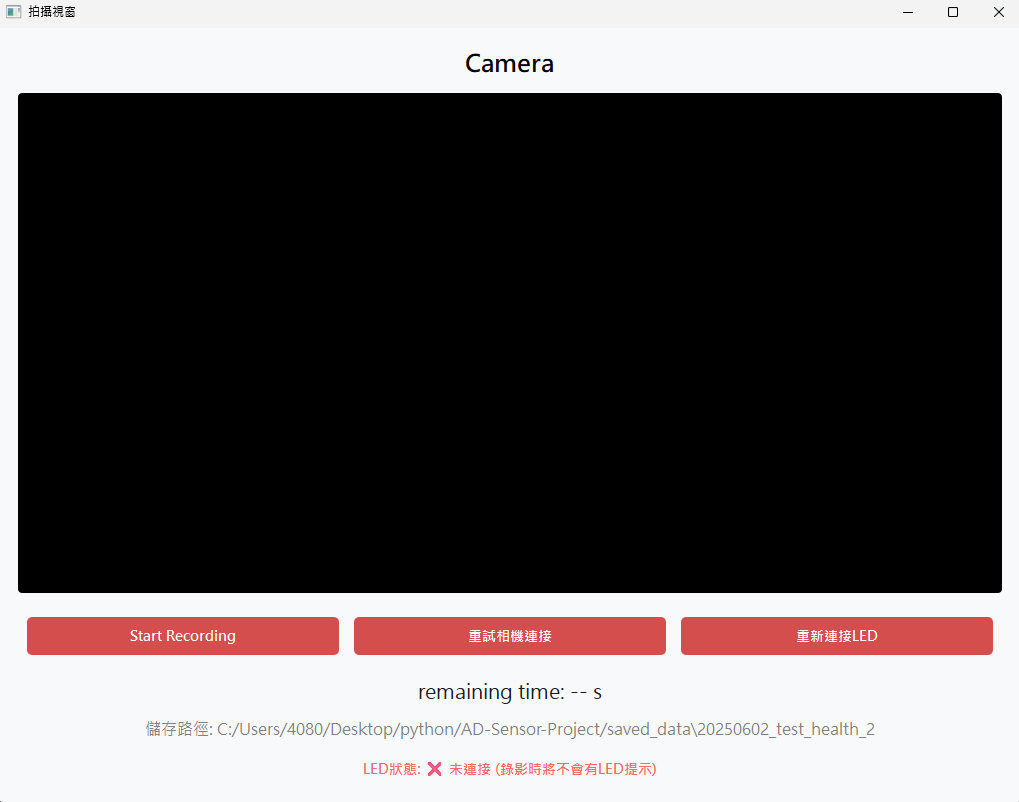 拍攝視窗
Camera
Start Recording
重試相機連接
重新連接LED
remaining time: -- s
儲存路徑: C:/Users/4080/Desktop/python/AD-Sensor-Project/saved_data\20250602_test_health_2
LED狀態: ❌ 未連接 (錄影時將不會有LED提示)